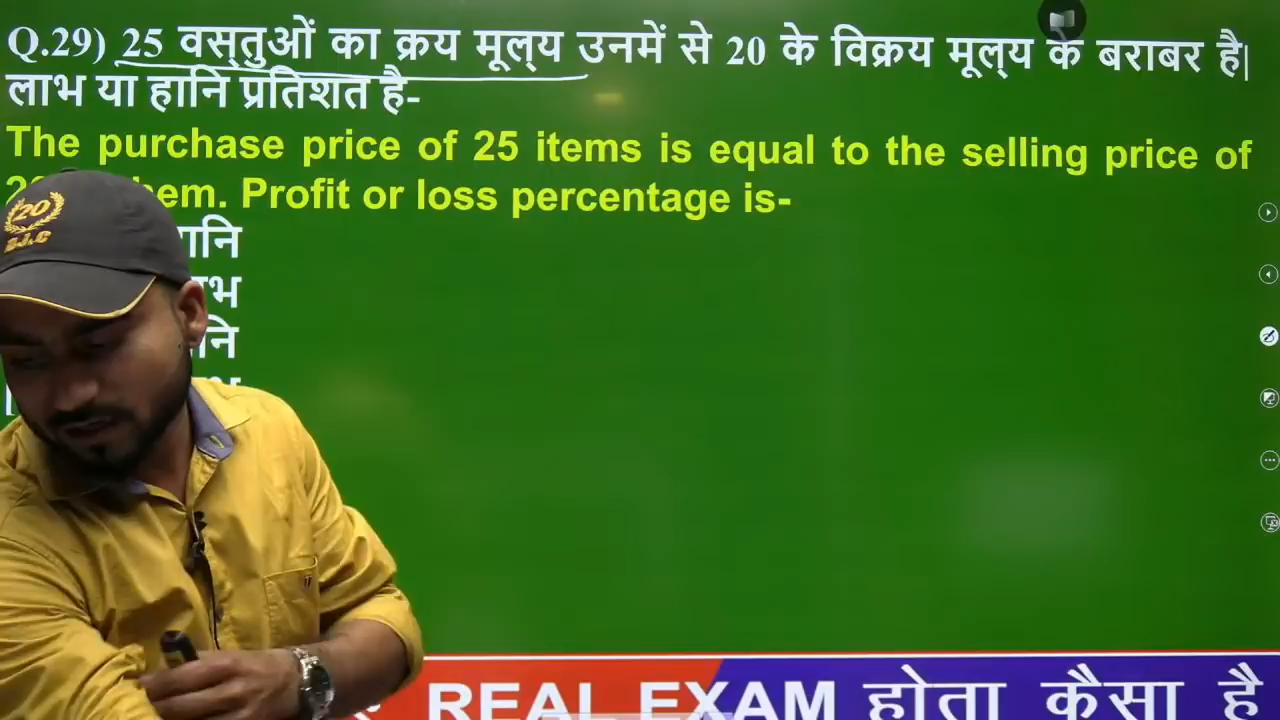 Q.29) 25 वस्तुओं का क्रय मूल्य उनमें से 20 के विक्रय मूल्य के बराबर है|
लाभ या हानि प्रतिशत है-
The purchase price of 25 items is equal to the selling price of
Profit or loss percentage is-
20
REAL EXAM होता कैसा है